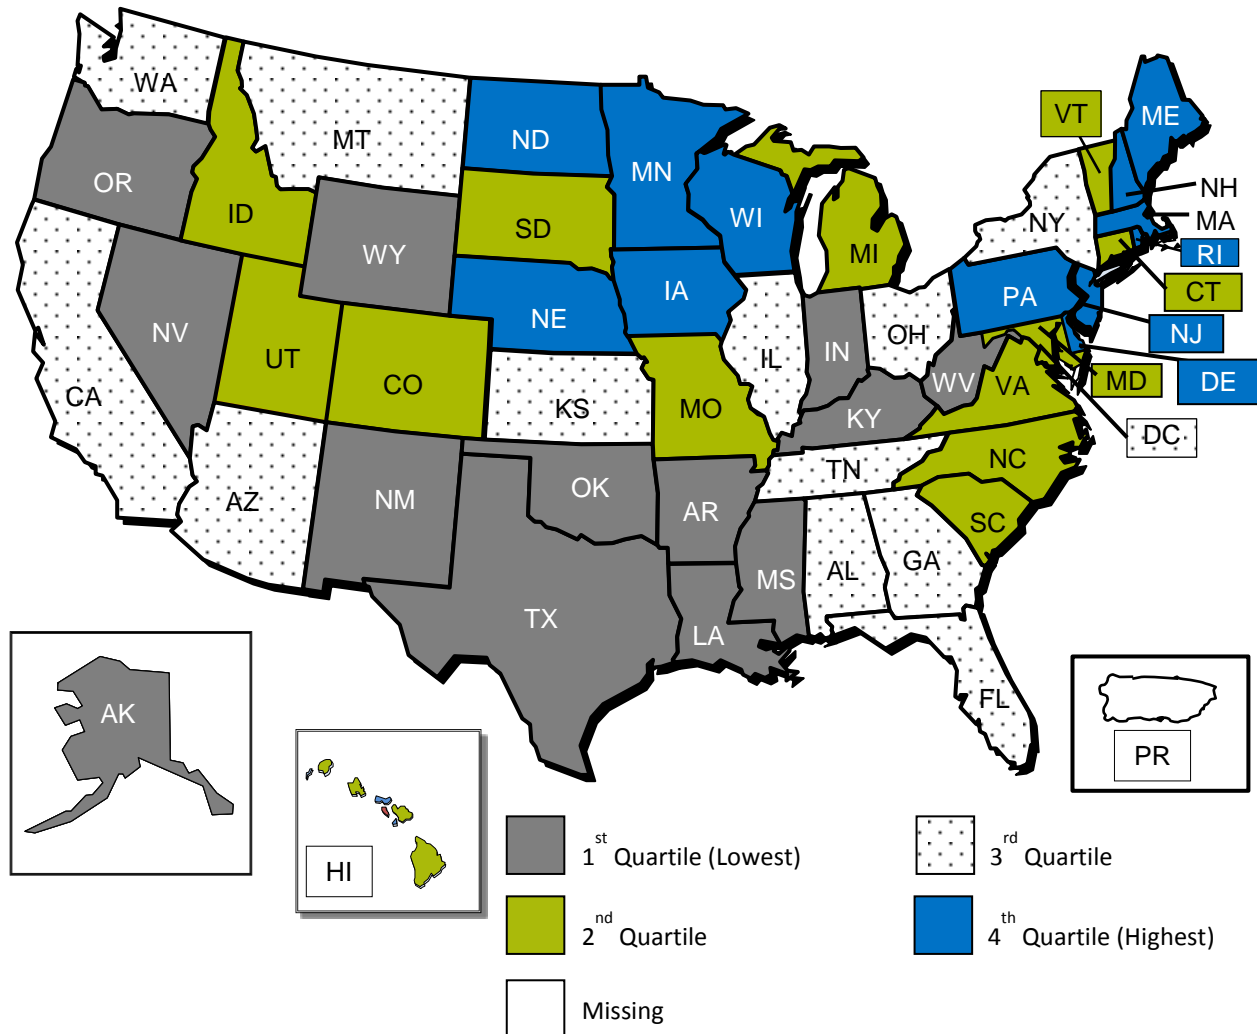 WA
MT
ND
MN
VT
ME
OR
ID
SD
WI
MI
NY
NH
MA
RI
WY
NE
IA
PA
CT
NJ
NV
UT
CO
IL
IN
OH
WV
VA
MD
DE
CA
KS
MO
KY
DC
AZ
NM
OK
AR
TN
NC
SC
TX
LA
MS
AL
GA
FL
AK
HI
PR
1st Quartile (Lowest)
3rd Quartile
2nd Quartile
4th Quartile (Highest)
Missing